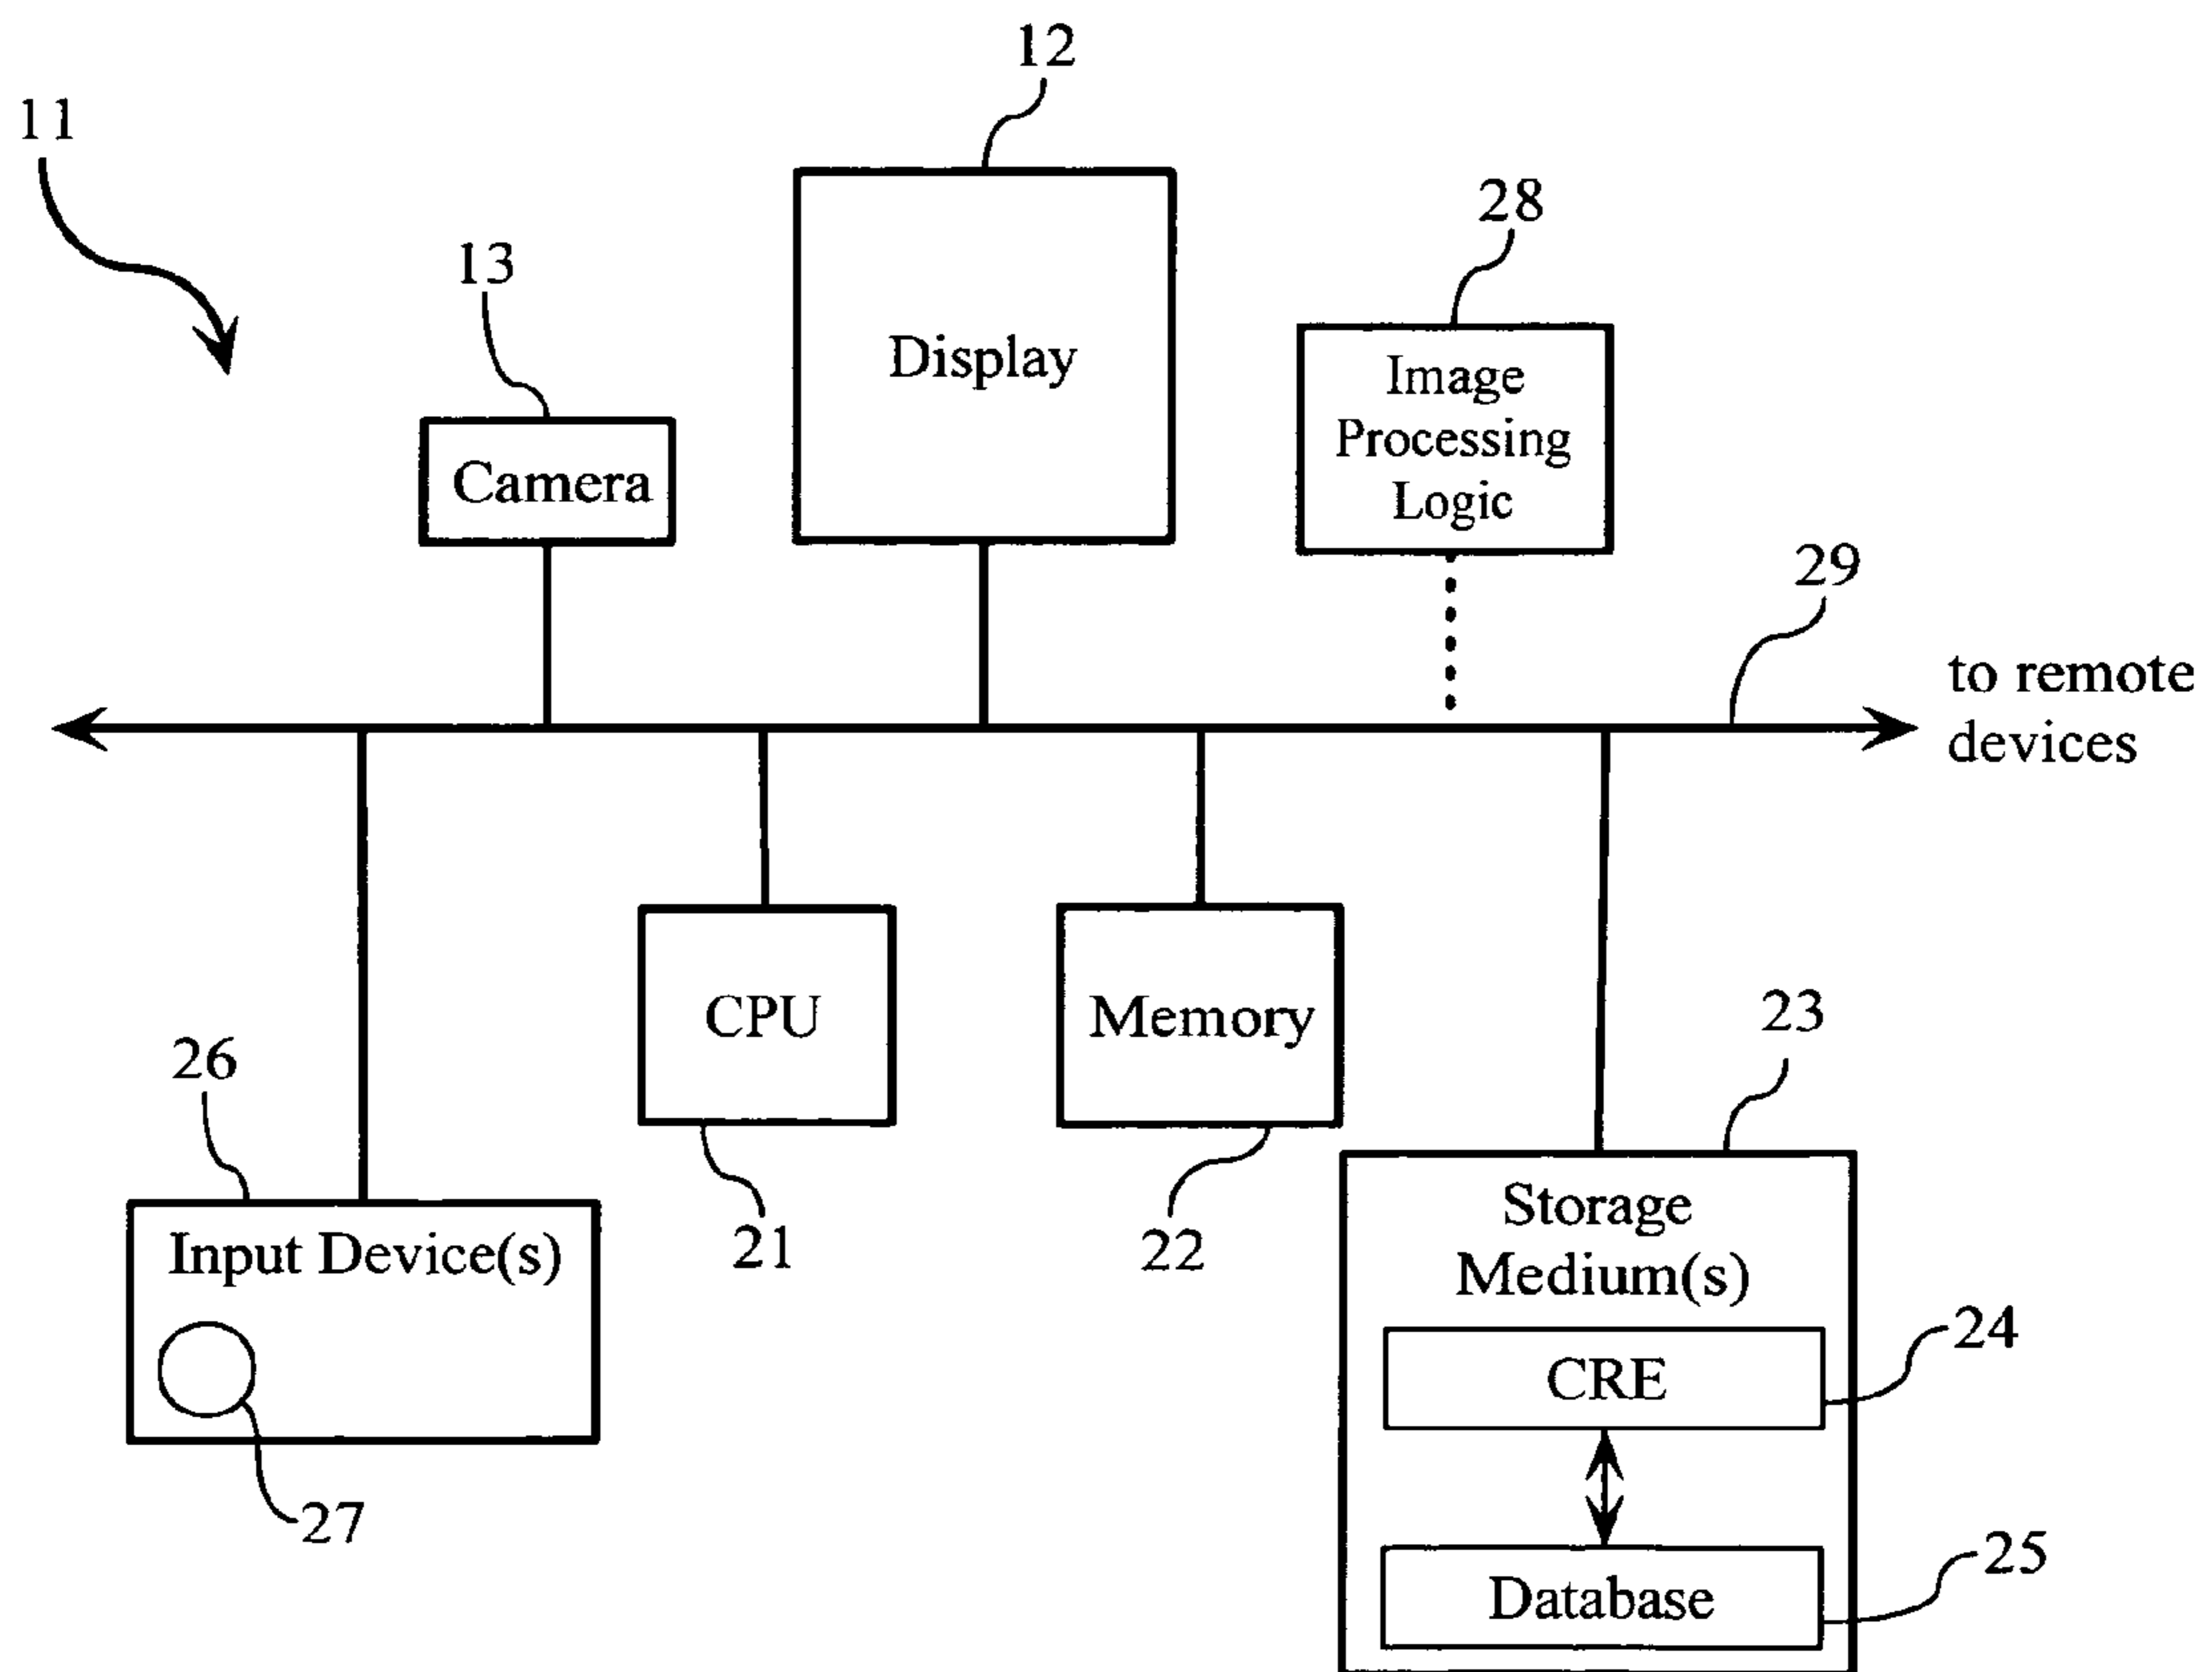 12
11
28
13
Display
Image
Processing
Logic
Camera
29
to remote
devices
CPU
Memory
23
26
21
22
Input Device(s)
Storage
Medium(s)
24
CRE
27
25
Database